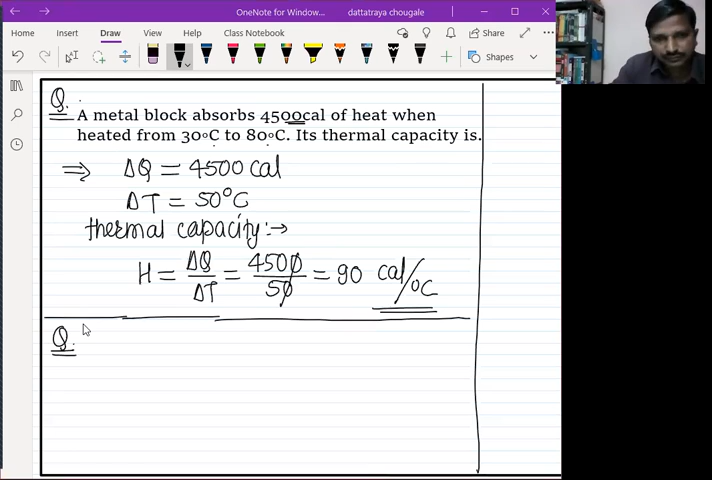 OneNote for Window... dattatraya chougale
Home Insert Draw View Help Class Notebook Share
Shapes
Q.
A metal block absorbs 4500cal of heat when
heated from 30∘C to 80∘C. Its thermal capacity is.
⇒ ΔQ = 4500 Cal
ΔT = 50°C
thermal capacity:→
H = ΔQ/ΔT = 4500/50 = 90 cal/°C
Q.